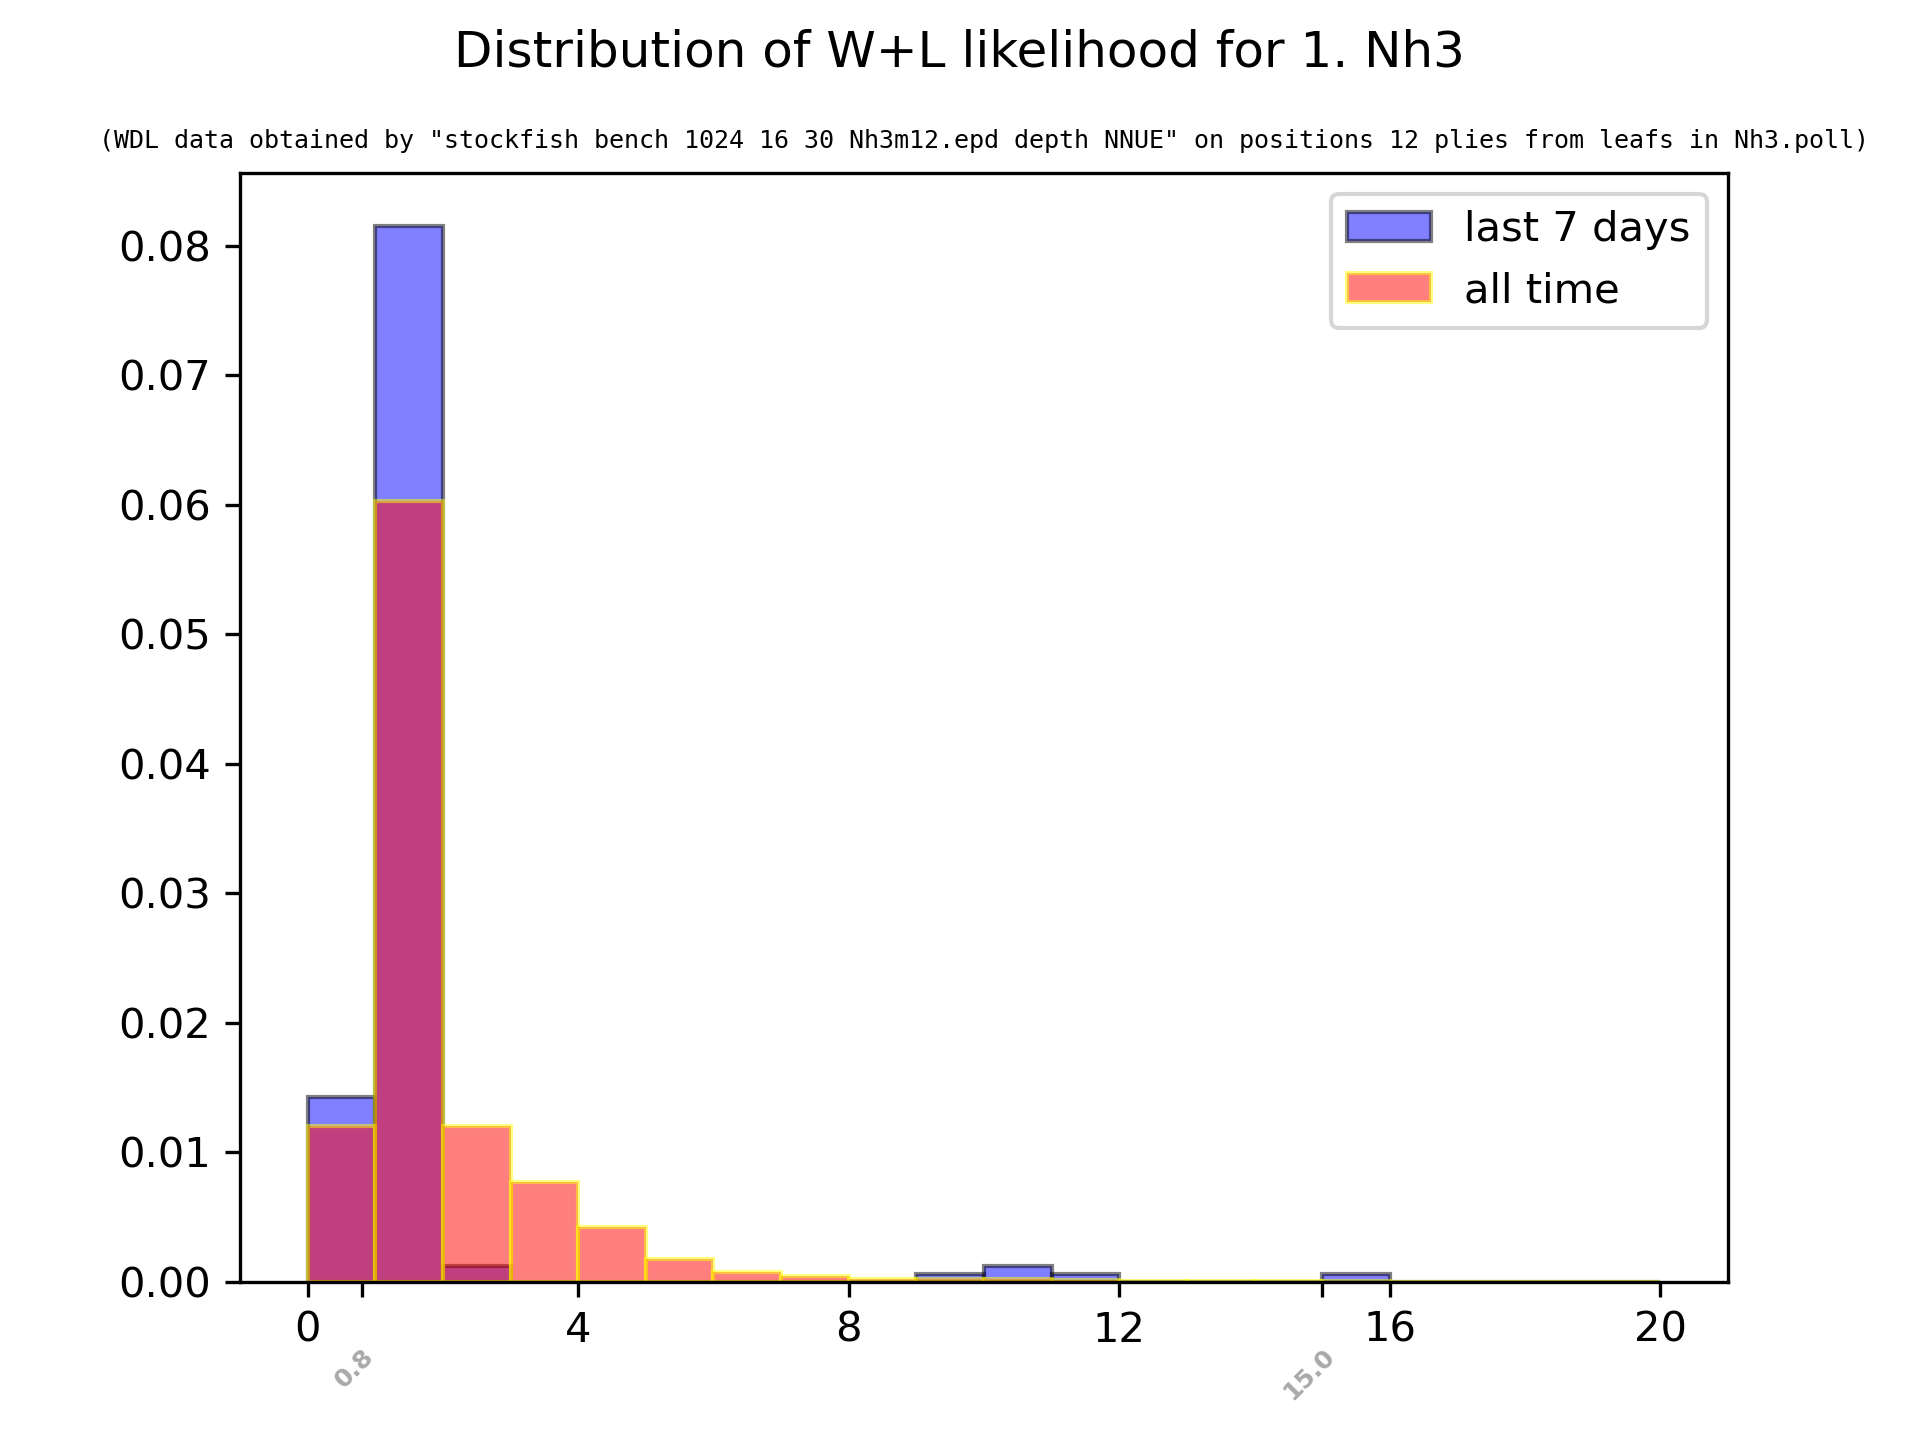 Distribution of W+L likelihood for 1. Nh3
(WDL data obtained by "stockfish bench 1024 16 30 Nh3m12.epd depth NNUE" on positions 12 plies from leafs in Nh3.poll)
last 7 days
all time
0.08
0.07
0.06
0.05
0.04
0.03
0.02
0.01
0.00
0 4 8 12 16 20
0.8 15.0